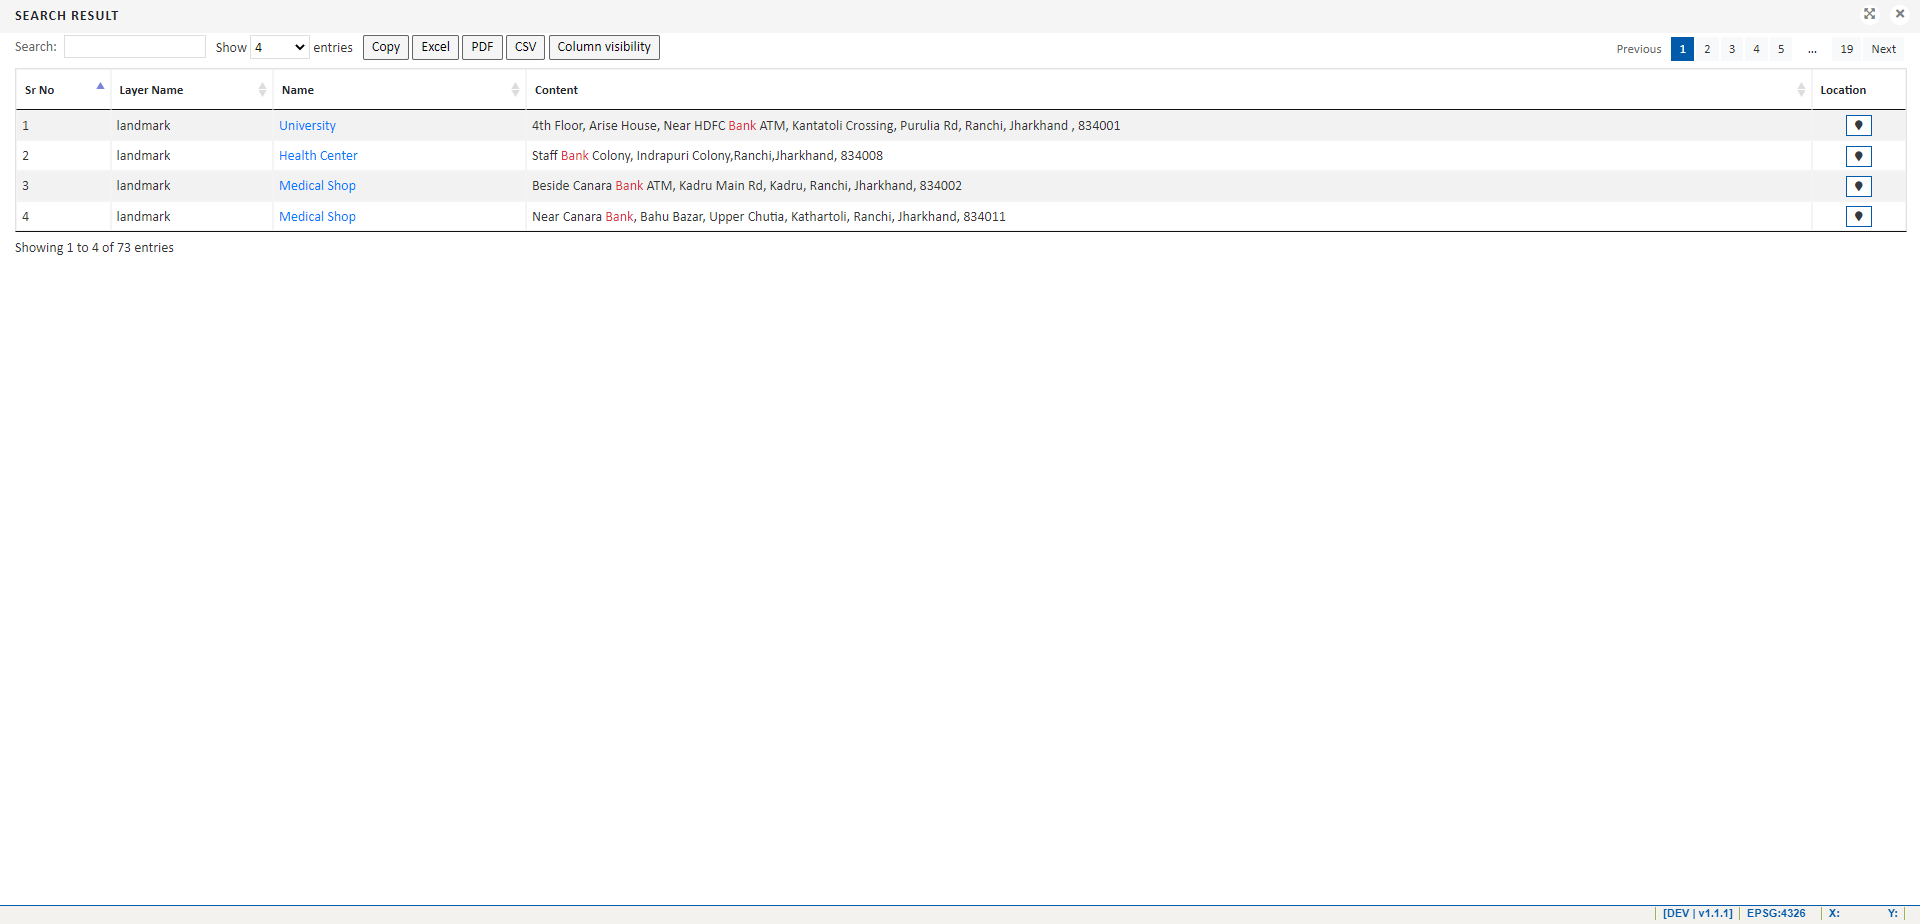 SEARCH RESULT
Search: Show 4 entries Copy Excel PDF CSV Column visibility Previous 1 2 3 4 5 ... 19 Next
Sr No Layer Name Name Content Location
1 landmark University 4th Floor, Arise House, Near HDFC Bank ATM, Kantatoli Crossing, Purulia Rd, Ranchi, Jharkhand , 834001
2 landmark Health Center Staff Bank Colony, Indrapuri Colony,Ranchi,Jharkhand, 834008
3 landmark Medical Shop Beside Canara Bank ATM, Kadru Main Rd, Kadru, Ranchi, Jharkhand, 834002
4 landmark Medical Shop Near Canara Bank, Bahu Bazar, Upper Chutia, Kathartoli, Ranchi, Jharkhand, 834011
Showing 1 to 4 of 73 entries
[DEV | v1.1.1] EPSG:4326 X: Y: